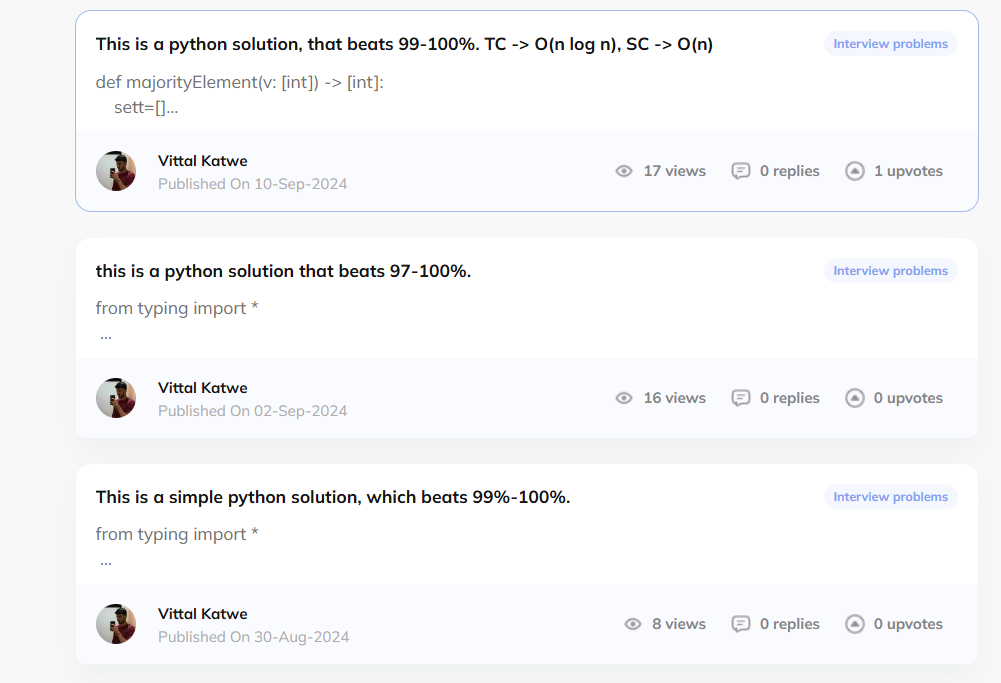 This is a python solution, that beats 99-100%. TC -> O(n log n), SC -> O(n)
Interview problems
def majorityElement(v: [int]) -> [int]:
sett=[]...
Vittal Katwe
Published On 10-Sep-2024
17 views
0 replies
1 upvotes
this is a python solution that beats 97-100%.
Interview problems
from typing import *
...
Vittal Katwe
Published On 02-Sep-2024
16 views
0 replies
0 upvotes
This is a simple python solution, which beats 99%-100%.
Interview problems
from typing import *
...
Vittal Katwe
Published On 30-Aug-2024
8 views
0 replies
0 upvotes